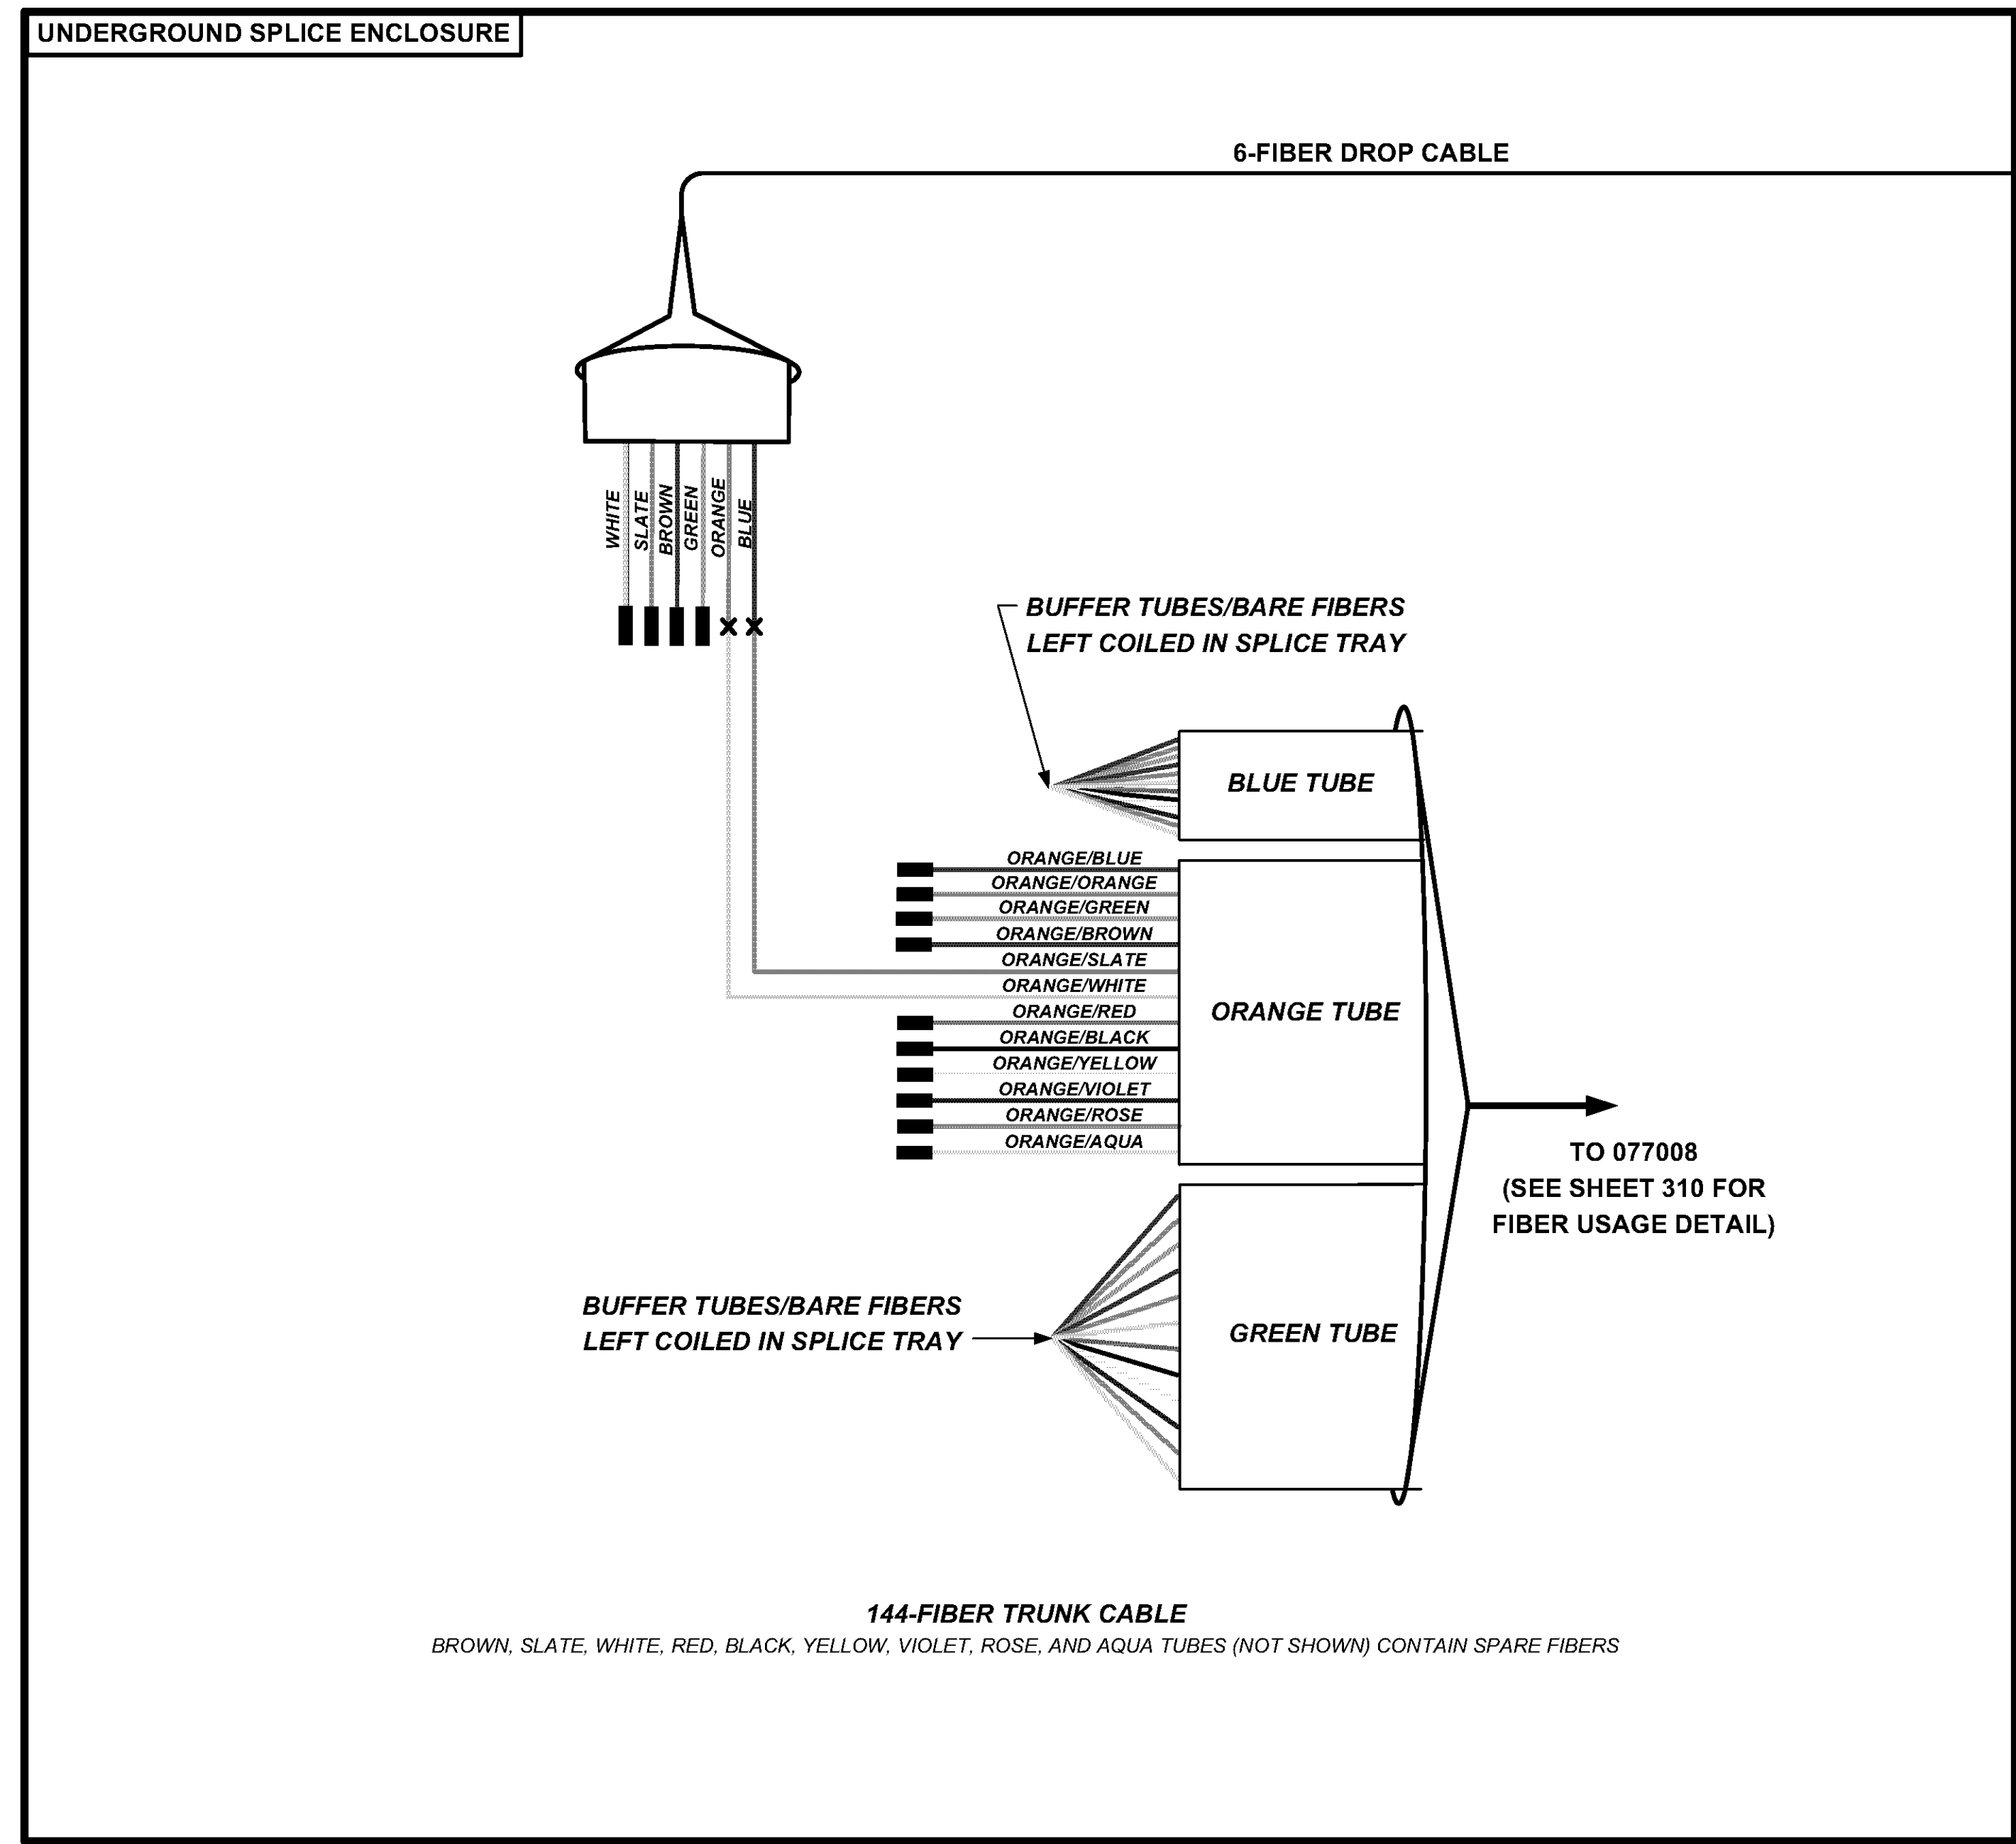 UNDERGROUND SPLICE ENCLOSURE
6-FIBER DROP CABLE
WHITE
SLATE
BROWN
GREEN
ORANGE
BLUE
BUFFER TUBES/BARE FIBERS
LEFT COILED IN SPLICE TRAY
BLUE TUBE
ORANGE/BLUE
ORANGE/ORANGE
ORANGE/GREEN
ORANGE/BROWN
ORANGE/SLATE
ORANGE/WHITE
ORANGE/RED
ORANGE/BLACK
ORANGE/YELLOW
ORANGE/VIOLET
ORANGE/ROSE
ORANGE/AQUA
ORANGE TUBE
TO 077008
(SEE SHEET 310 FOR
FIBER USAGE DETAIL)
BUFFER TUBES/BARE FIBERS
LEFT COILED IN SPLICE TRAY
GREEN TUBE
144-FIBER TRUNK CABLE
BROWN, SLATE, WHITE, RED, BLACK, YELLOW, VIOLET, ROSE, AND AQUA TUBES (NOT SHOWN) CONTAIN SPARE FIBERS